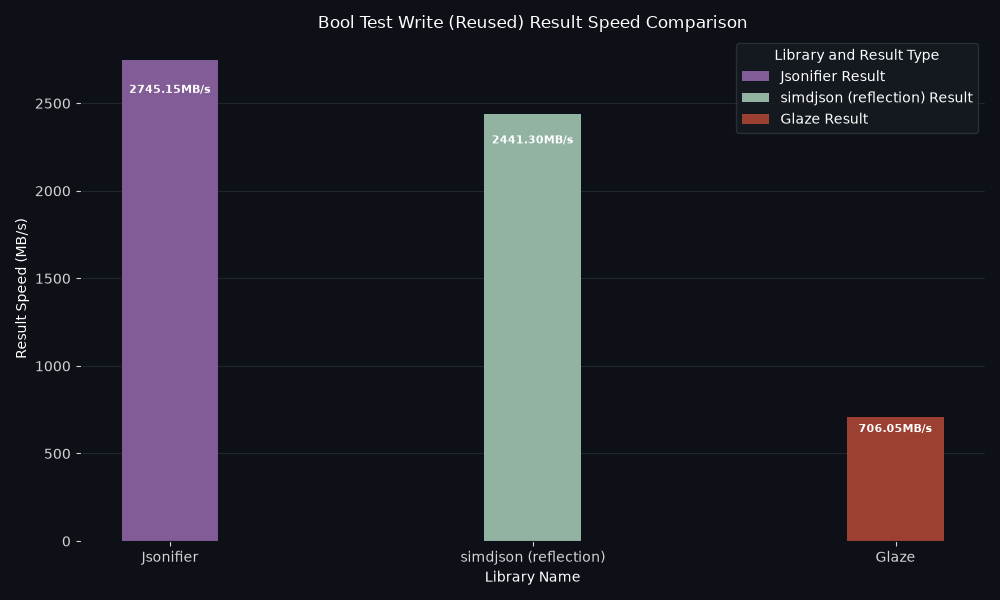 Bool Test Write (Reused) Result Speed Comparison
Library and Result Type
Jsonifier Result
simdjson (reflection) Result
Glaze Result
Result Speed (MB/s)
2500
2000
1500
1000
500
0
2745.15MB/s
2441.30MB/s
706.05MB/s
Jsonifier
simdjson (reflection)
Glaze
Library Name